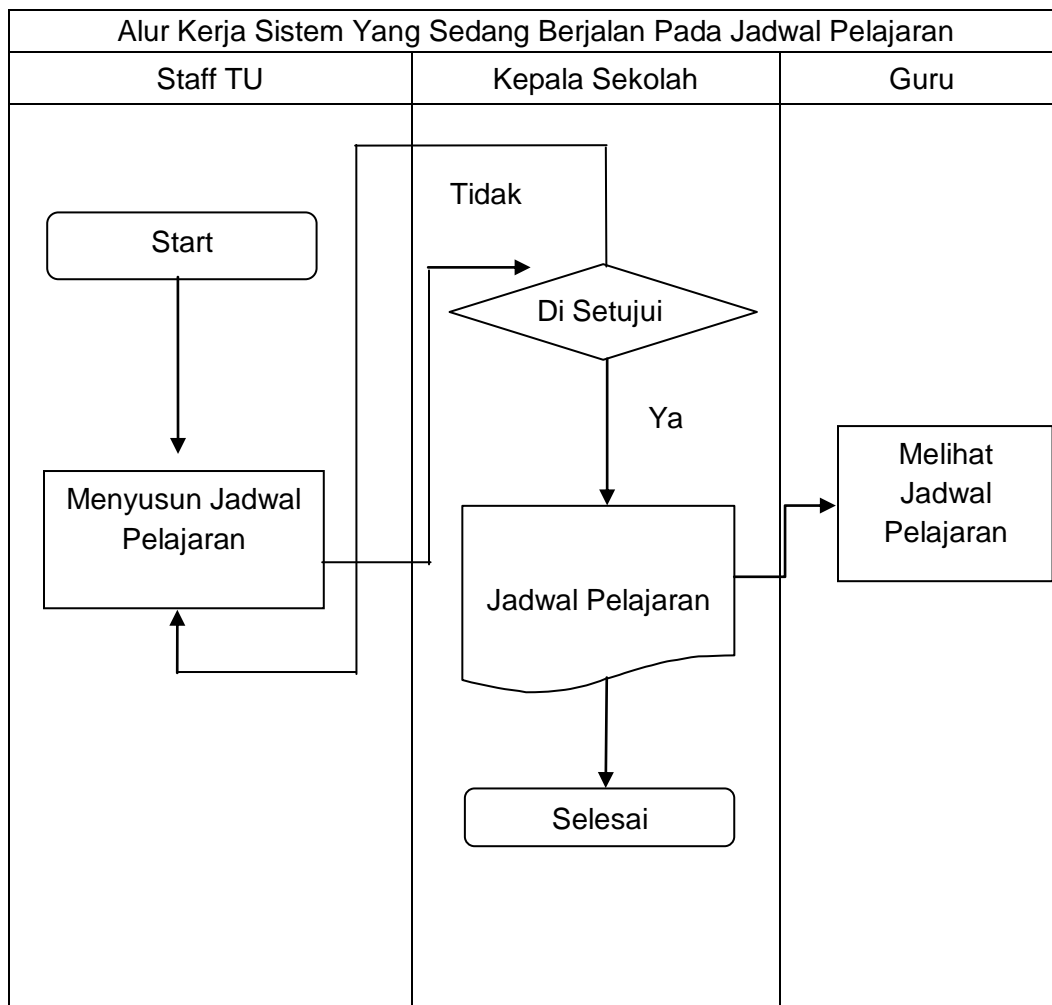 Alur Kerja Sistem Yang Sedang Berjalan Pada Jadwal Pelajaran
Staff TU
Kepala Sekolah
Guru
Tidak
Start
Di Setujui
Ya
Menyusun Jadwal
Pelajaran
Melihat
Jadwal
Pelajaran
Jadwal Pelajaran
Selesai